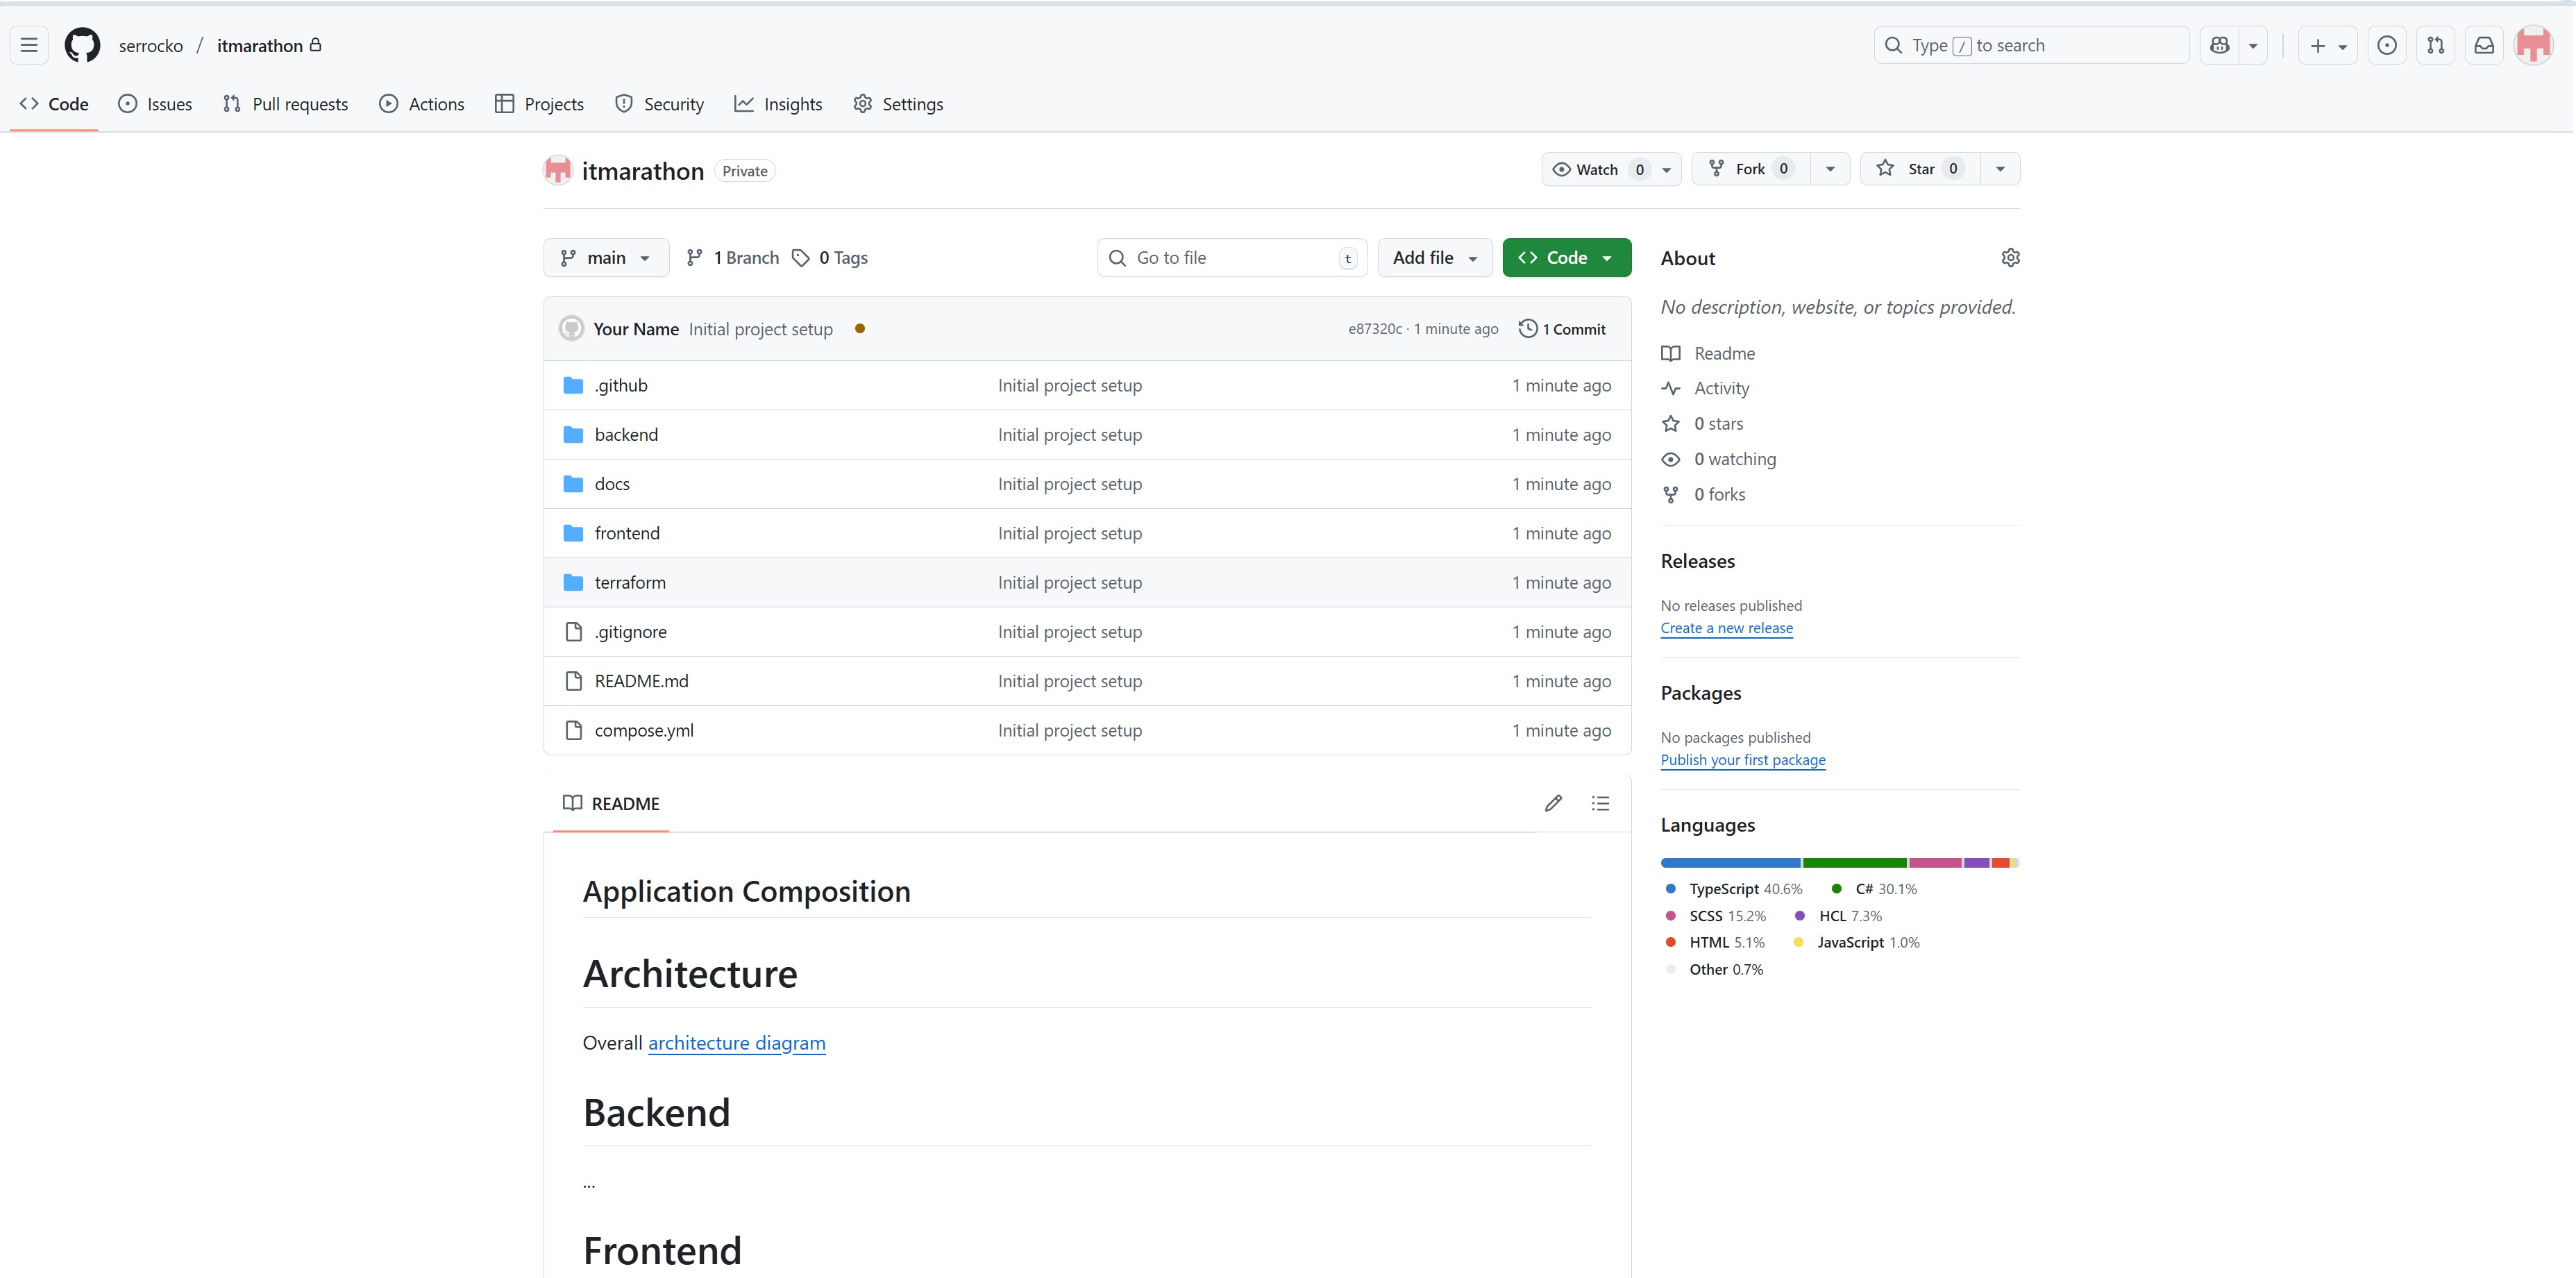 serrocko / itmarathon
Type / to search
Code Issues Pull requests Actions Projects Security Insights Settings
itmarathon Private
Watch 0 Fork 0 Star 0
main 1 Branch 0 Tags Go to file t Add file Code
Your Name Initial project setup e87320c · 1 minute ago 1 Commit
.github Initial project setup 1 minute ago
backend Initial project setup 1 minute ago
docs Initial project setup 1 minute ago
frontend Initial project setup 1 minute ago
terraform Initial project setup 1 minute ago
.gitignore Initial project setup 1 minute ago
README.md Initial project setup 1 minute ago
compose.yml Initial project setup 1 minute ago
README
Application Composition
Architecture
Overall architecture diagram
Backend
...
Frontend
About
No description, website, or topics provided.
Readme
Activity
0 stars
0 watching
0 forks
Releases
No releases published
Create a new release
Packages
No packages published
Publish your first package
Languages
TypeScript 40.6% C# 30.1%
SCSS 15.2% HCL 7.3%
HTML 5.1% JavaScript 1.0%
Other 0.7%